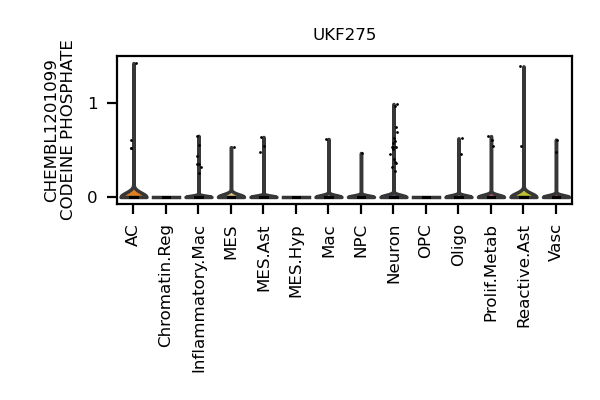 UKF275
CHEMBL1201099
CODEINE PHOSPHATE
1
0
AC
Chromatin.Reg
Inflammatory.Mac
MES
MES.Ast
MES.Hyp
Mac
NPC
Neuron
OPC
Oligo
Prolif.Metab
Reactive.Ast
Vasc